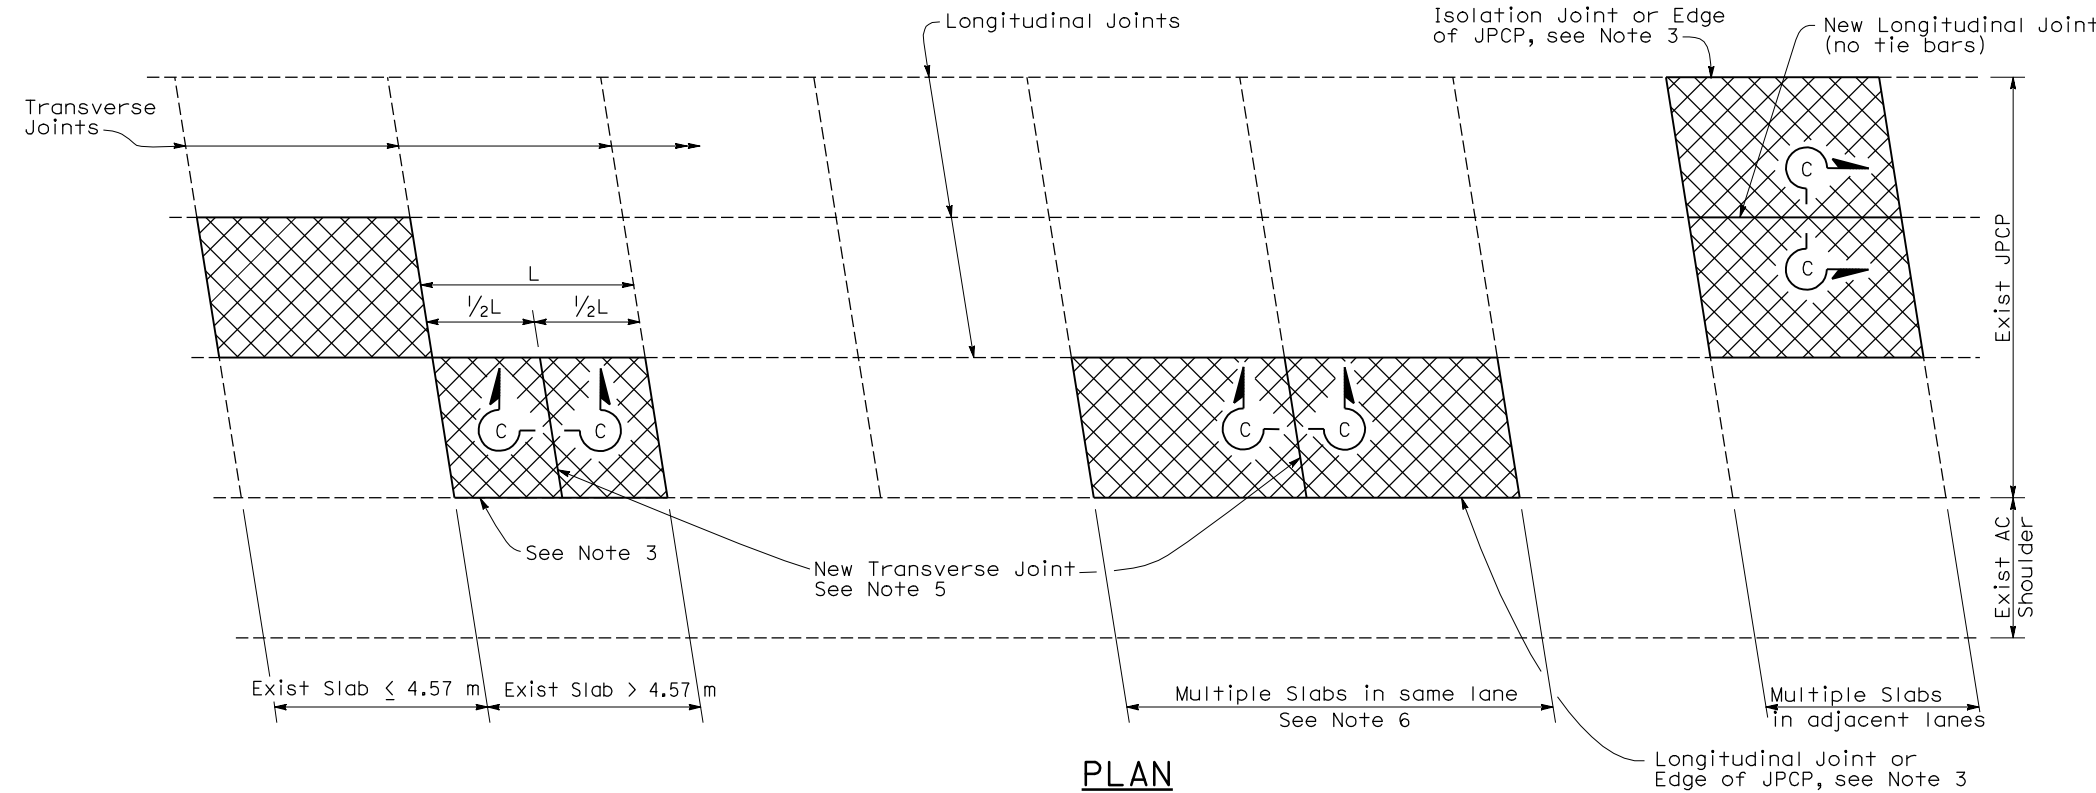 Longitudinal Joints
Isolation Joint or Edge
of JPCP, see Note 3
New Longitudinal Joint
(no tie bars)
Transverse
Joints
C
L
½L
½L
C
Exist JPCP
C
C
C
C
See Note 3
New Transverse Joint
See Note 5
Exist AC
Shoulder
Exist Slab ≤ 4.57 m
Exist Slab > 4.57 m
Multiple Slabs in same lane
See Note 6
Multiple Slabs
in adjacent lanes
Longitudinal Joint or
Edge of JPCP, see Note 3
PLAN